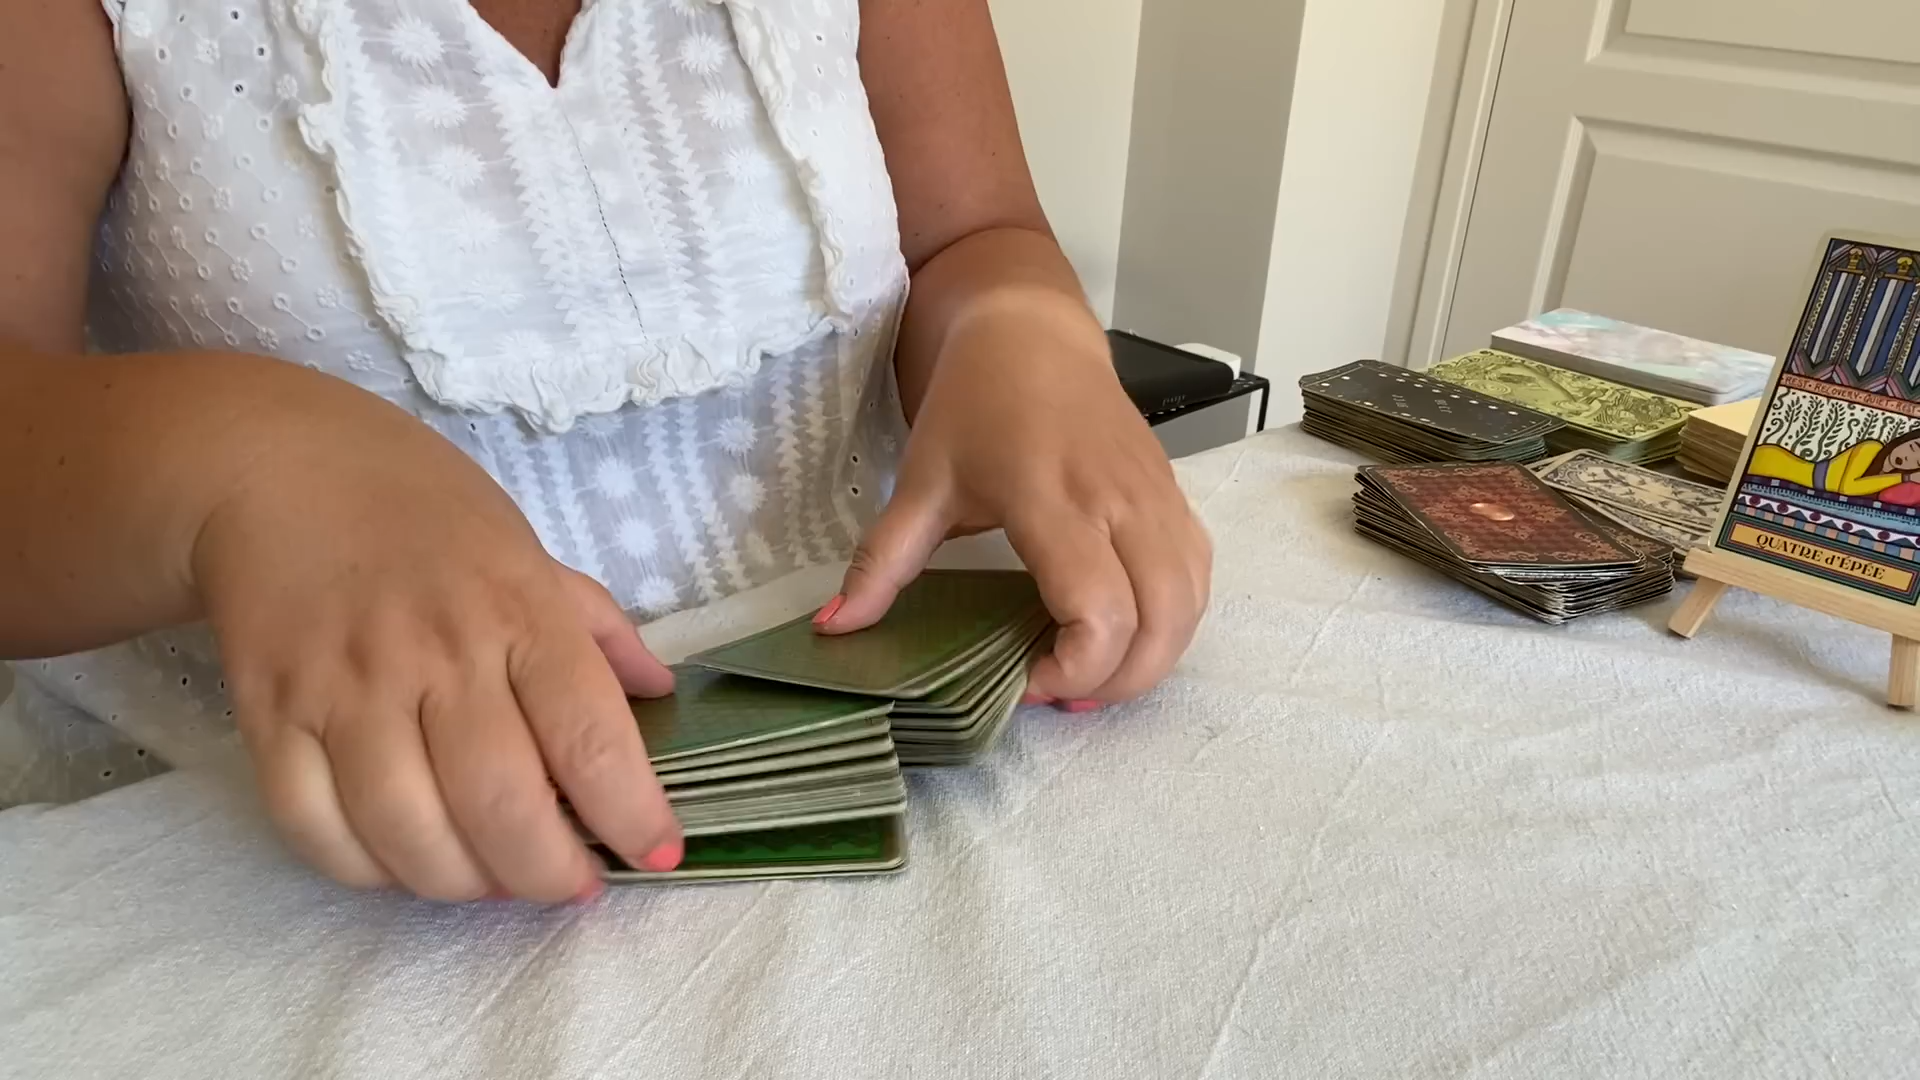 REST • RECOVERY • QUIET • REST
QUATRE d'ÉPÉE